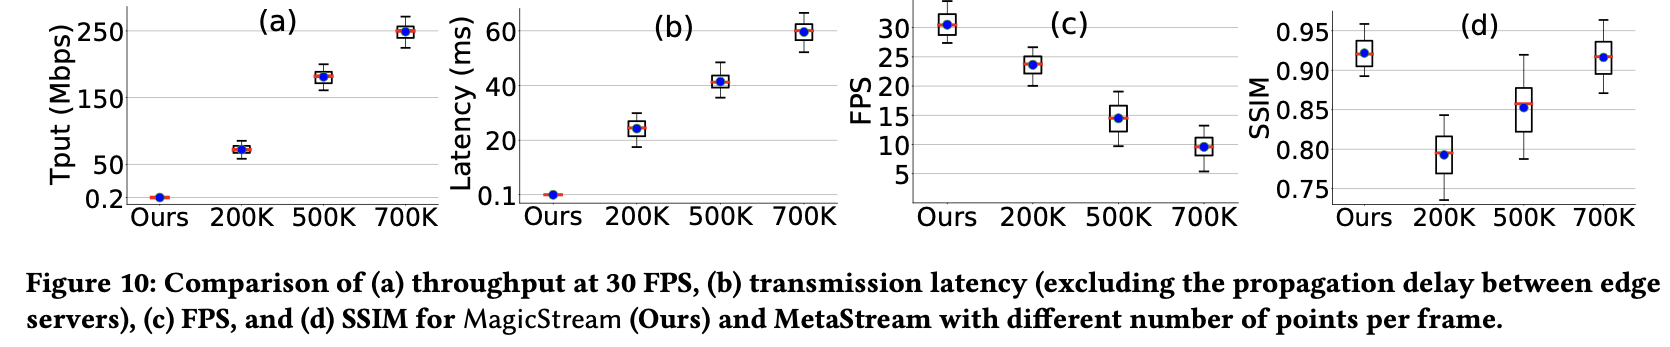 (a)
Tput (Mbps)
250
150
50
0.2
Ours 200K 500K 700K
(b)
Latency (ms)
60
40
20
0.1
Ours 200K 500K 700K
(c)
FPS
30
25
20
15
10
5
Ours 200K 500K 700K
(d)
SSIM
0.95
0.90
0.85
0.80
0.75
Ours 200K 500K 700K
Figure 10: Comparison of (a) throughput at 30 FPS, (b) transmission latency (excluding the propagation delay between edge
servers), (c) FPS, and (d) SSIM for MagicStream (Ours) and MetaStream with different number of points per frame.